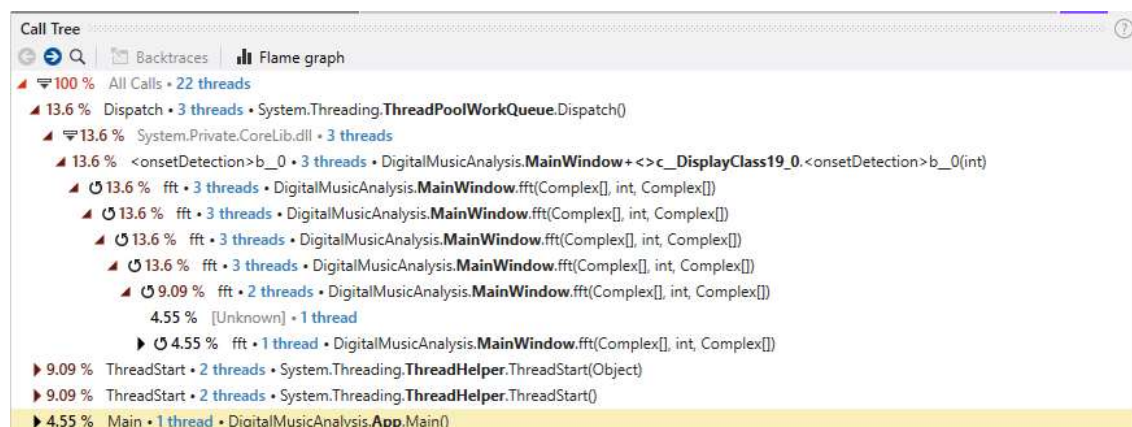 Call Tree
Backtraces Flame graph
100 % All Calls • 22 threads
13.6 % Dispatch • 3 threads • System.Threading.ThreadPoolWorkQueue.Dispatch()
13.6 % System.Private.CoreLib.dll • 3 threads
13.6 % <onsetDetection>b__0 • 3 threads • DigitalMusicAnalysis.MainWindow+<>c__DisplayClass19_0.<onsetDetection>b__0(int)
13.6 % fft • 3 threads • DigitalMusicAnalysis.MainWindow.fft(Complex[], int, Complex[])
13.6 % fft • 3 threads • DigitalMusicAnalysis.MainWindow.fft(Complex[], int, Complex[])
13.6 % fft • 3 threads • DigitalMusicAnalysis.MainWindow.fft(Complex[], int, Complex[])
13.6 % fft • 3 threads • DigitalMusicAnalysis.MainWindow.fft(Complex[], int, Complex[])
9.09 % fft • 2 threads • DigitalMusicAnalysis.MainWindow.fft(Complex[], int, Complex[])
4.55 % [Unknown] • 1 thread
4.55 % fft • 1 thread • DigitalMusicAnalysis.MainWindow.fft(Complex[], int, Complex[])
9.09 % ThreadStart • 2 threads • System.Threading.ThreadHelper.ThreadStart(Object)
9.09 % ThreadStart • 2 threads • System.Threading.ThreadHelper.ThreadStart()
4.55 % Main • 1 thread • DigitalMusicAnalysis.App.Main()